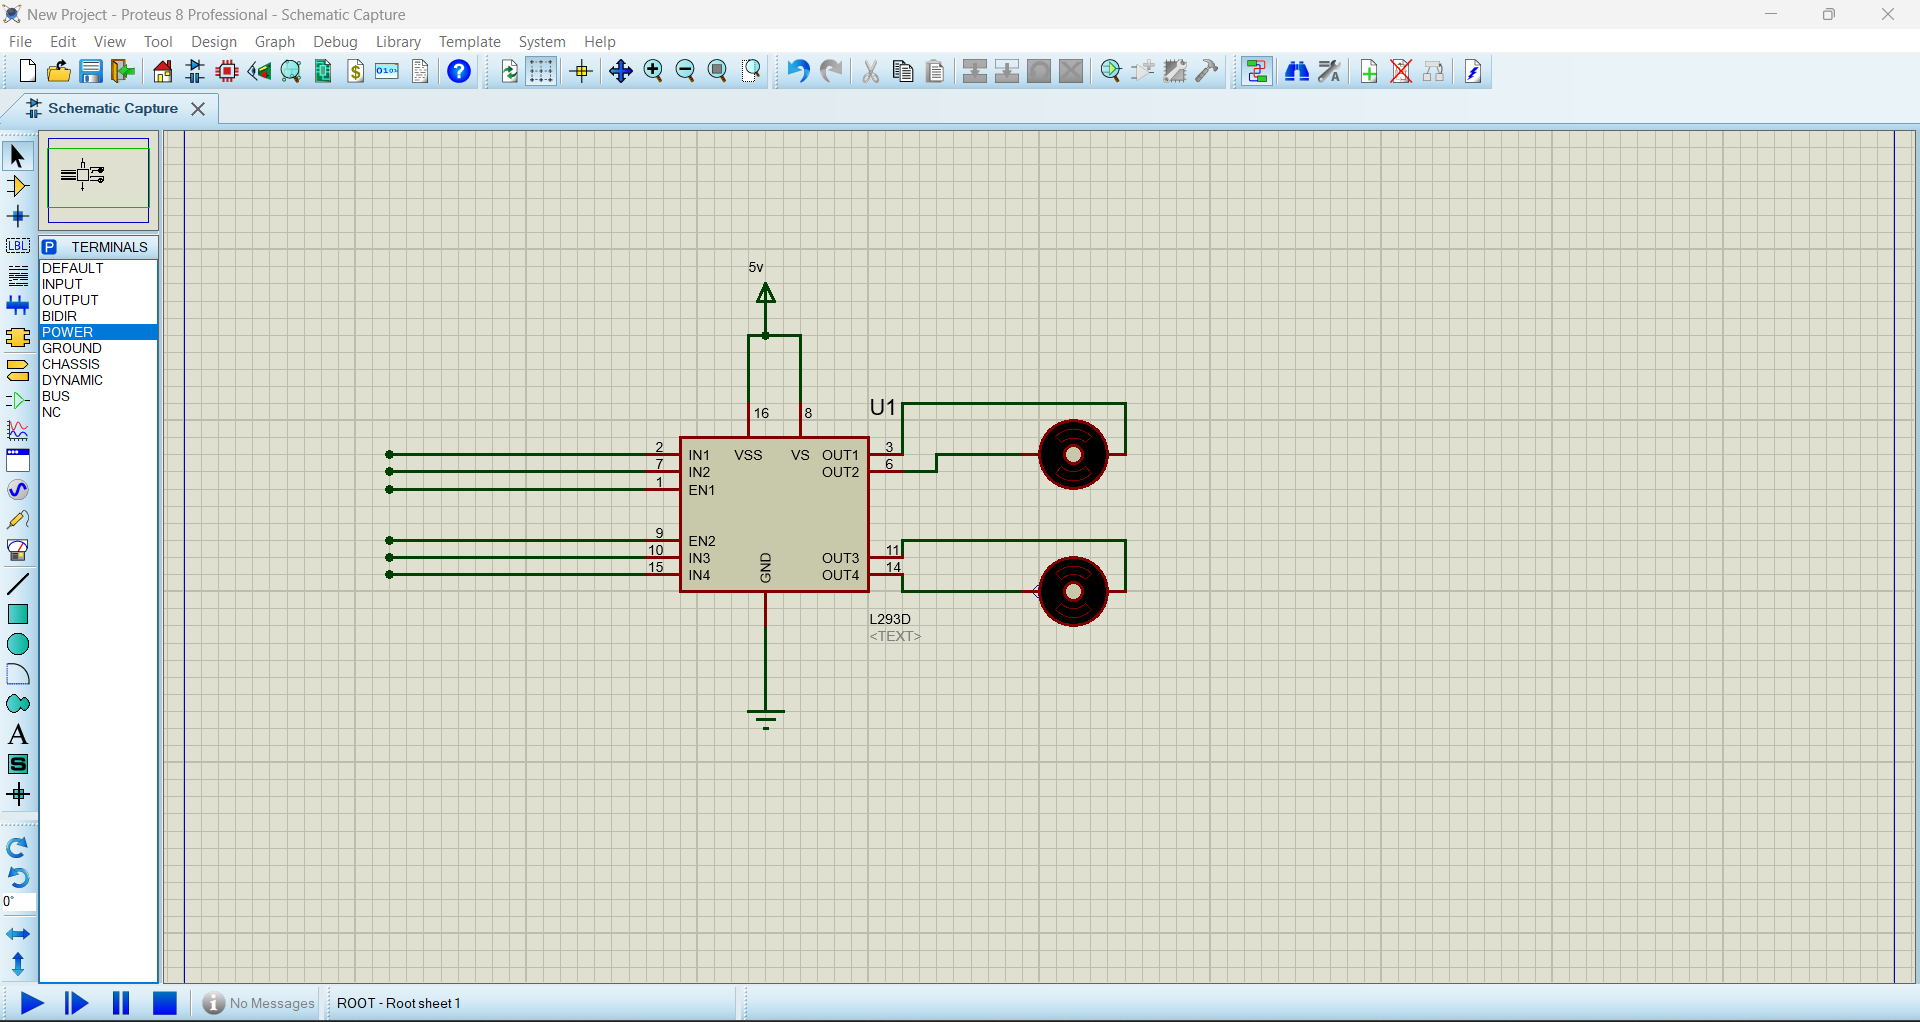 New Project - Proteus 8 Professional - Schematic Capture
File Edit View Tool Design Graph Debug Library Template System Help
Schematic Capture
P TERMINALS
DEFAULT
INPUT
OUTPUT
BIDIR
POWER
GROUND
CHASSIS
DYNAMIC
BUS
NC
LBL
A
S
0°
5v
16 8
U1
2 IN1 VSS VS OUT1 3
7 IN2 OUT2 6
1 EN1
9 EN2
10 IN3 GND OUT3 11
15 IN4 OUT4 14
L293D
<TEXT>
No Messages ROOT - Root sheet 1